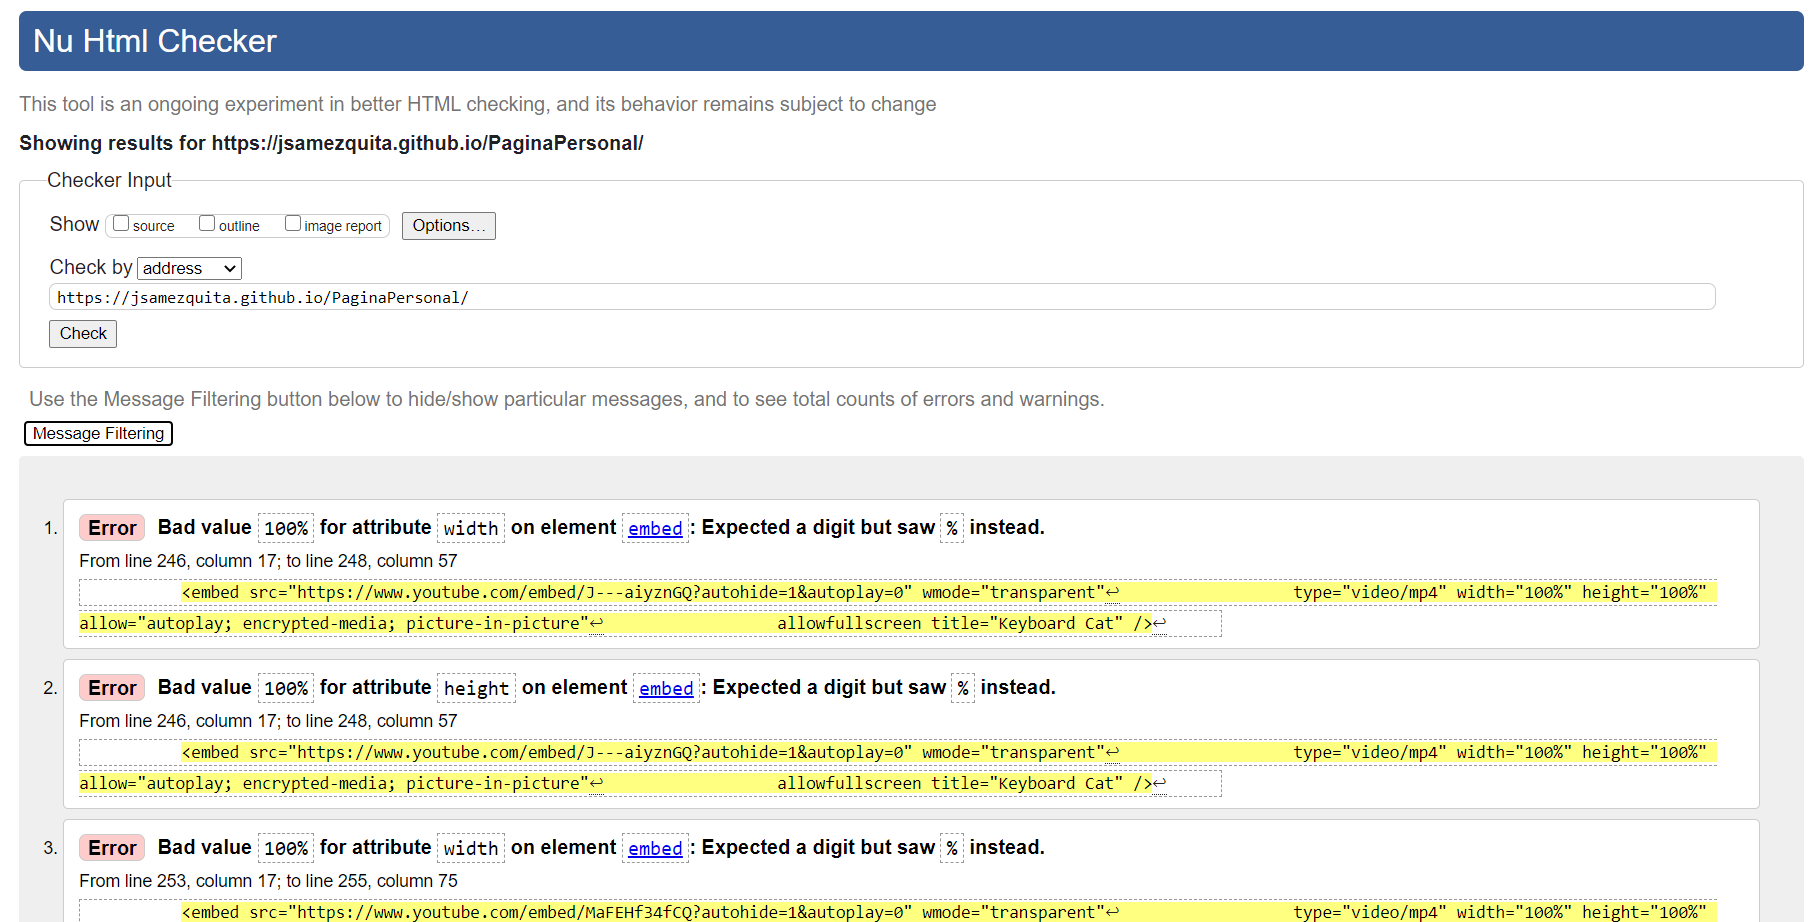 Nu Html Checker
This tool is an ongoing experiment in better HTML checking, and its behavior remains subject to change
Showing results for https://jsamezquita.github.io/PaginaPersonal/
Checker Input
Show source outline image report Options...
Check by address
https://jsamezquita.github.io/PaginaPersonal/
Check
Use the Message Filtering button below to hide/show particular messages, and to see total counts of errors and warnings.
Message Filtering
1. Error Bad value 100% for attribute width on element embed: Expected a digit but saw % instead.
From line 246, column 17; to line 248, column 57
<embed src="https://www.youtube.com/embed/J---aiyznGQ?autohide=1&autoplay=0" wmode="transparent"↩ type="video/mp4" width="100%" height="100%"
allow="autoplay; encrypted-media; picture-in-picture"↩ allowfullscreen title="Keyboard Cat" />↩
2. Error Bad value 100% for attribute height on element embed: Expected a digit but saw % instead.
From line 246, column 17; to line 248, column 57
<embed src="https://www.youtube.com/embed/J---aiyznGQ?autohide=1&autoplay=0" wmode="transparent"↩ type="video/mp4" width="100%" height="100%"
allow="autoplay; encrypted-media; picture-in-picture"↩ allowfullscreen title="Keyboard Cat" />↩
3. Error Bad value 100% for attribute width on element embed: Expected a digit but saw % instead.
From line 253, column 17; to line 255, column 75
<embed src="https://www.youtube.com/embed/MaFEHf34fCQ?autohide=1&autoplay=0" wmode="transparent"↩ type="video/mp4" width="100%" height="100%"